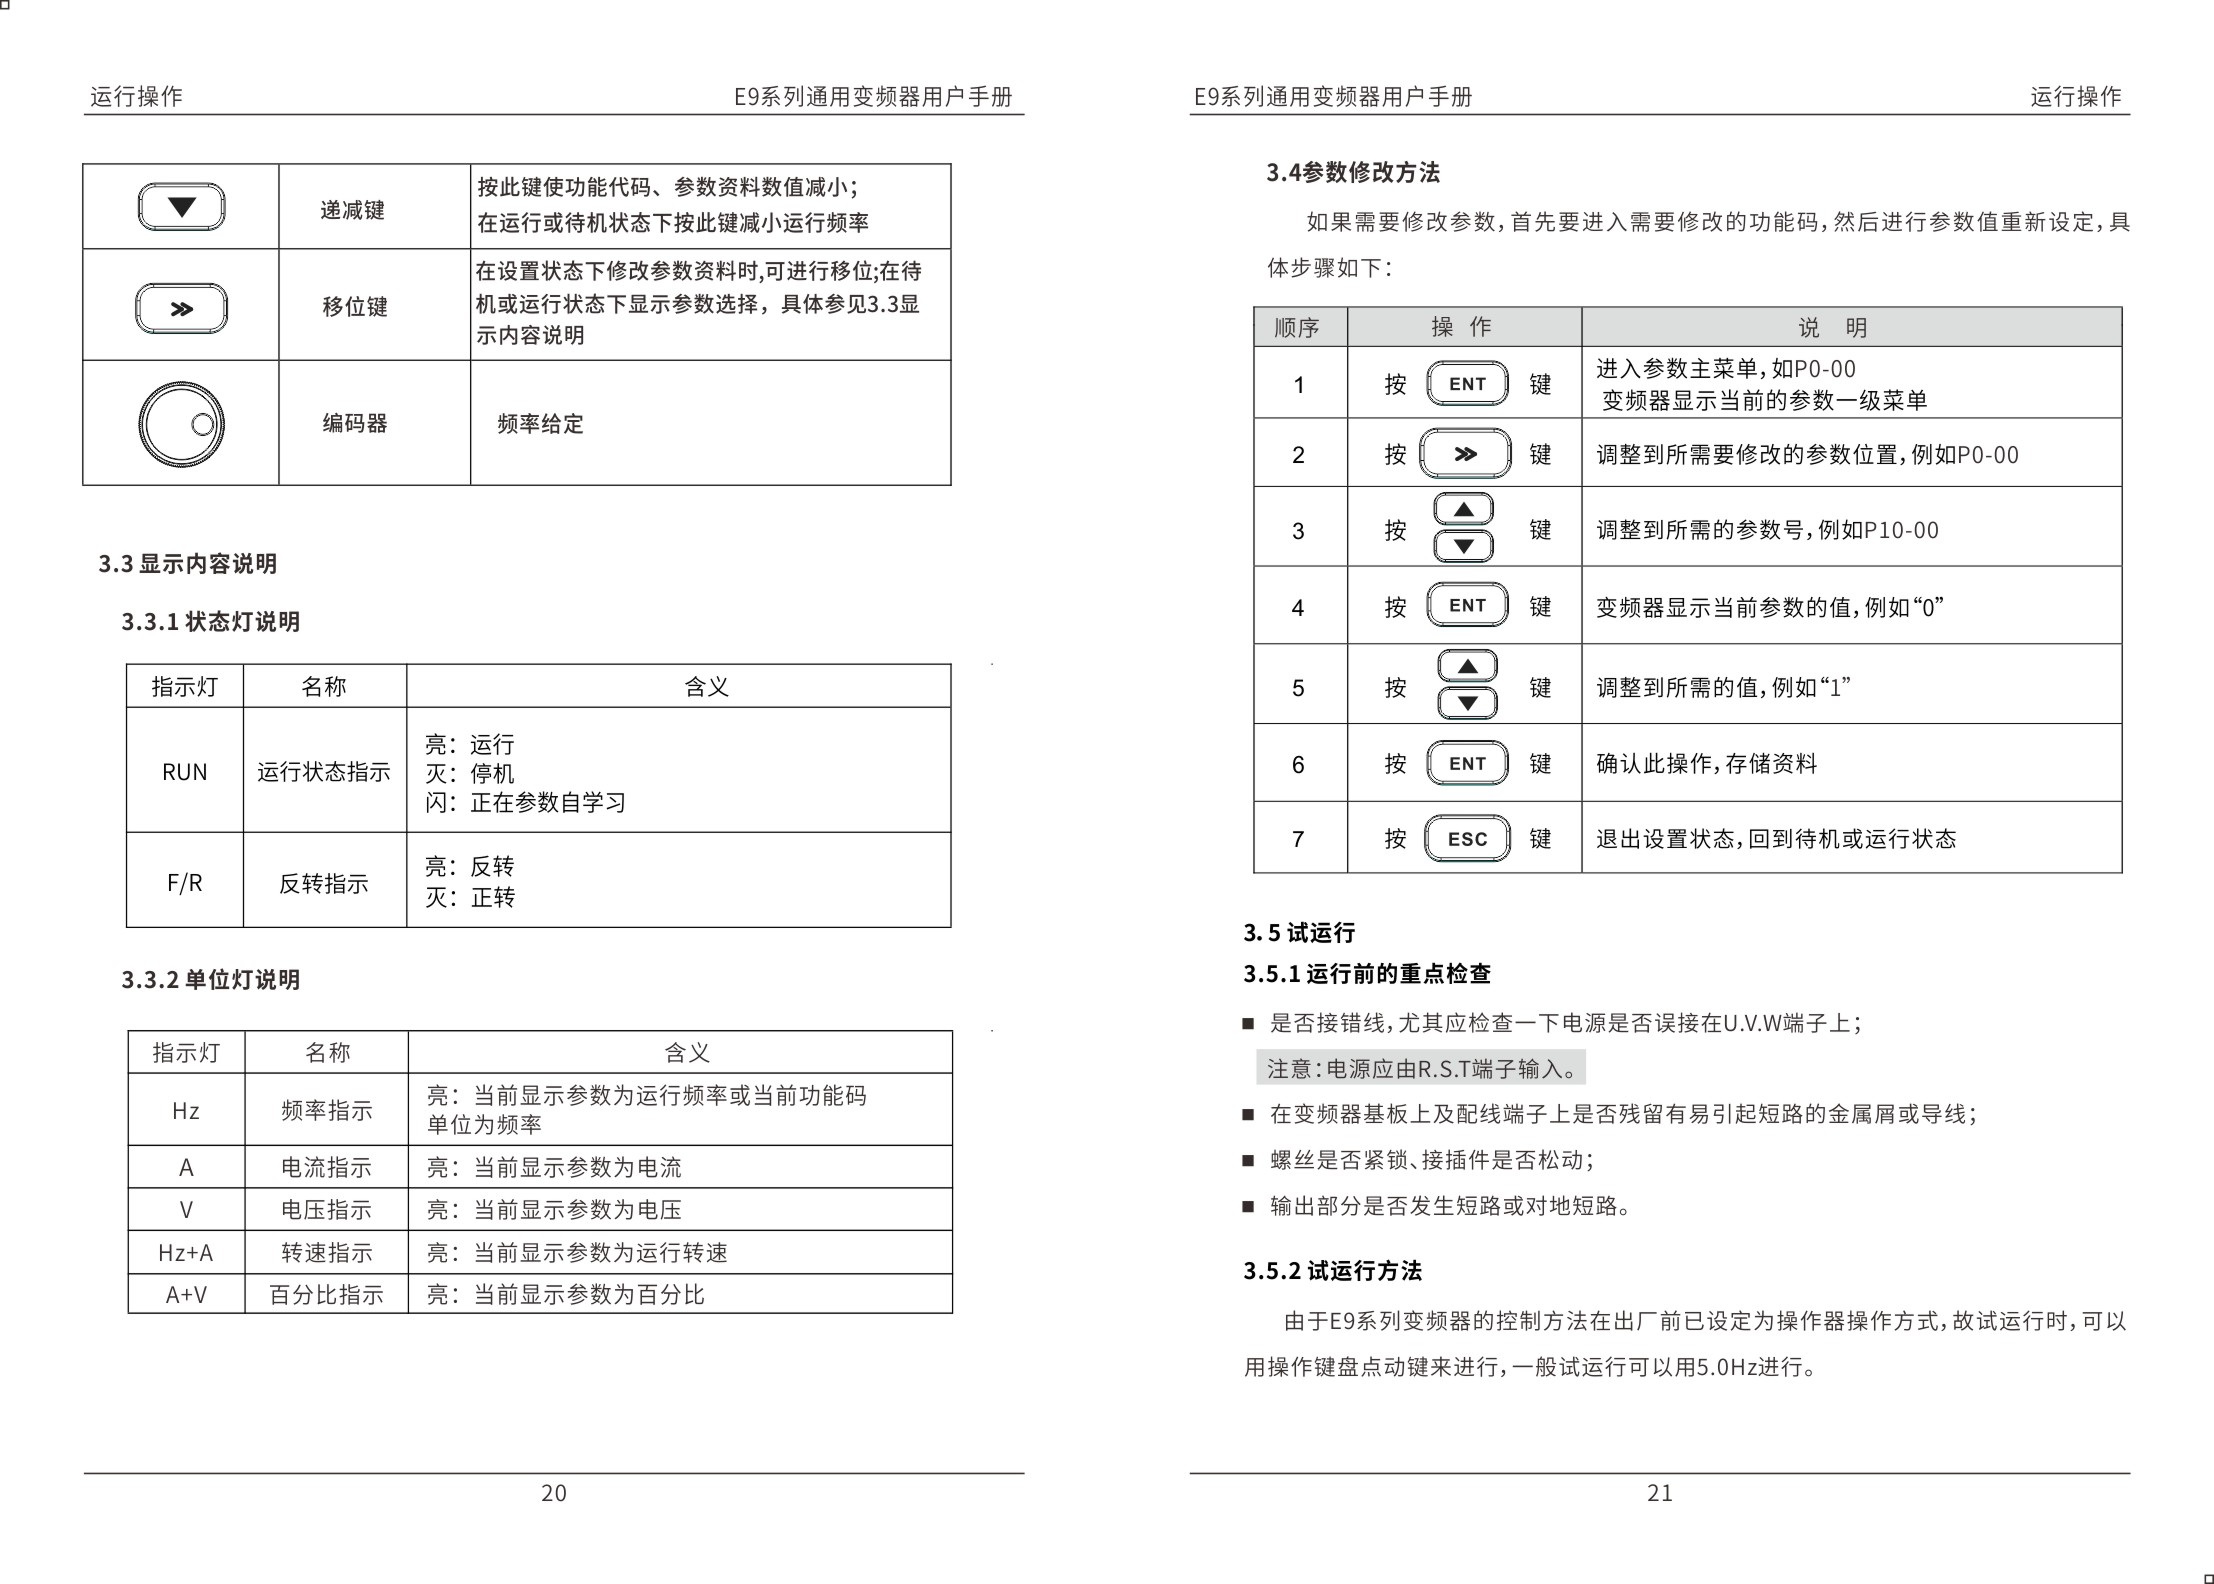 运行操作 E9系列通用变频器用户手册
递减键
按此键使功能代码、参数资料数值减小;
在运行或待机状态下按此键减小运行频率
移位键
在设置状态下修改参数资料时,可进行移位;在待
机或运行状态下显示参数选择，具体参见3.3显
示内容说明
编码器 频率给定
3.3 显示内容说明
3.3.1 状态灯说明
指示灯 名称 含义
RUN 运行状态指示
亮：运行
灭：停机
闪：正在参数自学习
F/R 反转指示
亮：反转
灭：正转
3.3.2 单位灯说明
指示灯 名称 含义
Hz 频率指示
亮：当前显示参数为运行频率或当前功能码
单位为频率
A 电流指示 亮：当前显示参数为电流
V 电压指示 亮：当前显示参数为电压
Hz+A 转速指示 亮：当前显示参数为运行转速
A+V 百分比指示 亮：当前显示参数为百分比
20
E9系列通用变频器用户手册 运行操作
3.4参数修改方法
如果需要修改参数，首先要进入需要修改的功能码，然后进行参数值重新设定，具
体步骤如下：
顺序 操 作 说 明
1 按 ENT 键
进入参数主菜单，如P0-00
变频器显示当前的参数一级菜单
2 按 键 调整到所需要修改的参数位置，例如P0-00
3 按 键 调整到所需的参数号，例如P10-00
4 按 ENT 键 变频器显示当前参数的值，例如“0”
5 按 键 调整到所需的值，例如“1”
6 按 ENT 键 确认此操作，存储资料
7 按 ESC 键 退出设置状态，回到待机或运行状态
3.5 试运行
3.5.1 运行前的重点检查
■ 是否接错线，尤其应检查一下电源是否误接在U.V.W端子上；
注意：电源应由R.S.T端子输入。
■ 在变频器基板上及配线端子上是否残留有易引起短路的金属屑或导线；
■ 螺丝是否紧锁、接插件是否松动；
■ 输出部分是否发生短路或对地短路。
3.5.2 试运行方法
由于E9系列变频器的控制方法在出厂前已设定为操作器操作方式，故试运行时，可以
用操作键盘点动键来进行，一般试运行可以用5.0Hz进行。
21